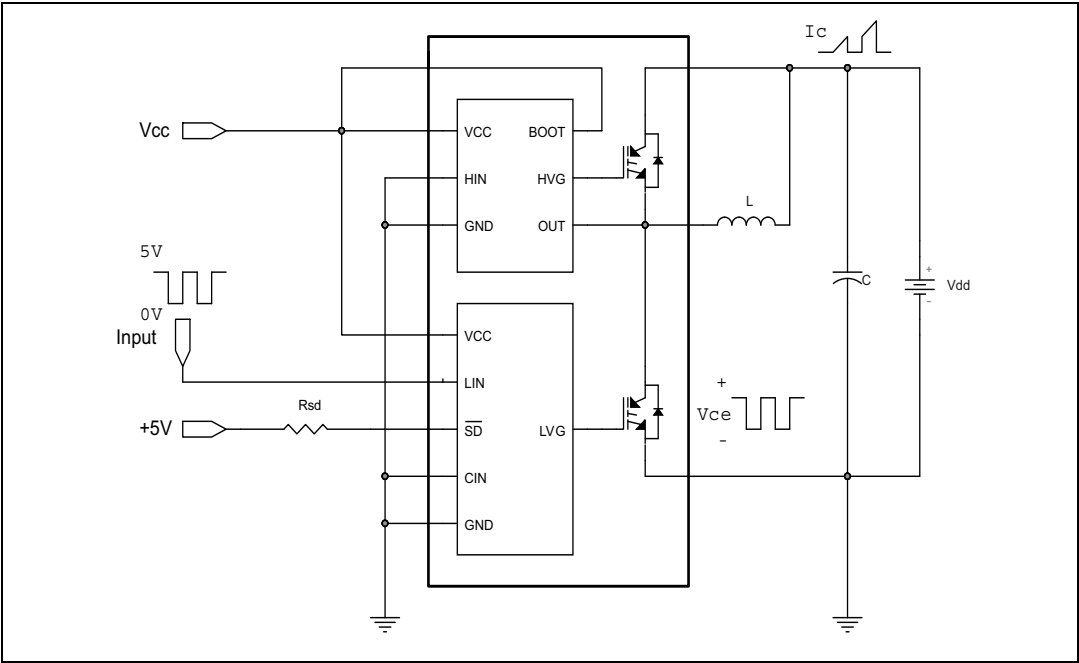 Ic
Vcc
VCC
BOOT
HIN
HVG
GND
OUT
L
5V
0V
Input
C
+
-
Vdd
VCC
LIN
+5V
Rsd
SD
LVG
CIN
GND
+
Vce
-